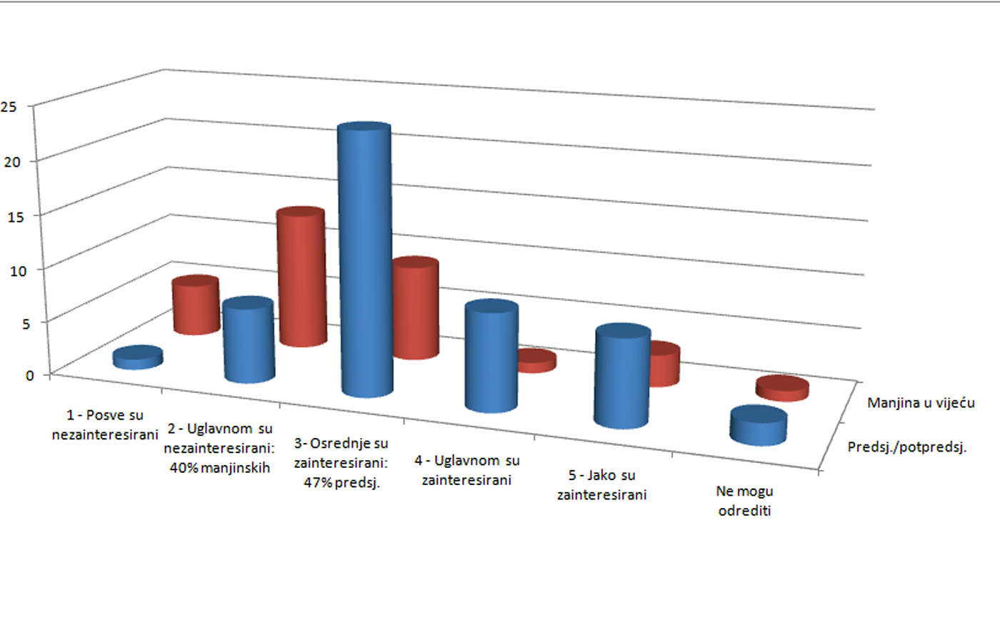 25
20
15
10
5
0
1 - Posve su
nezainteresirani
2 - Uglavnom su
nezainteresirani:
40% manjinskih
3- Osrednje su
zainteresirani:
47% predsj.
4 - Uglavnom su
zainteresirani
5 - Jako su
zainteresirani
Ne mogu
odrediti
Manjina u vijeću
Predsj./potpredsj.